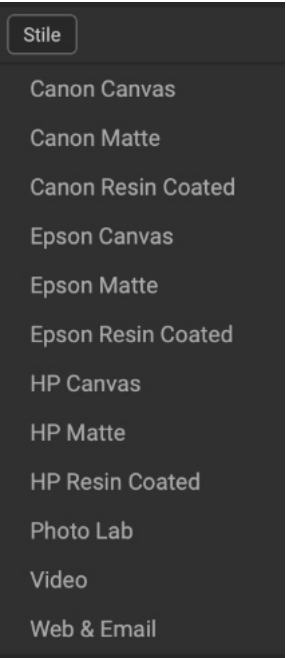 Stile
Canon Canvas
Canon Matte
Canon Resin Coated
Epson Canvas
Epson Matte
Epson Resin Coated
HP Canvas
HP Matte
HP Resin Coated
Photo Lab
Video
Web & Email